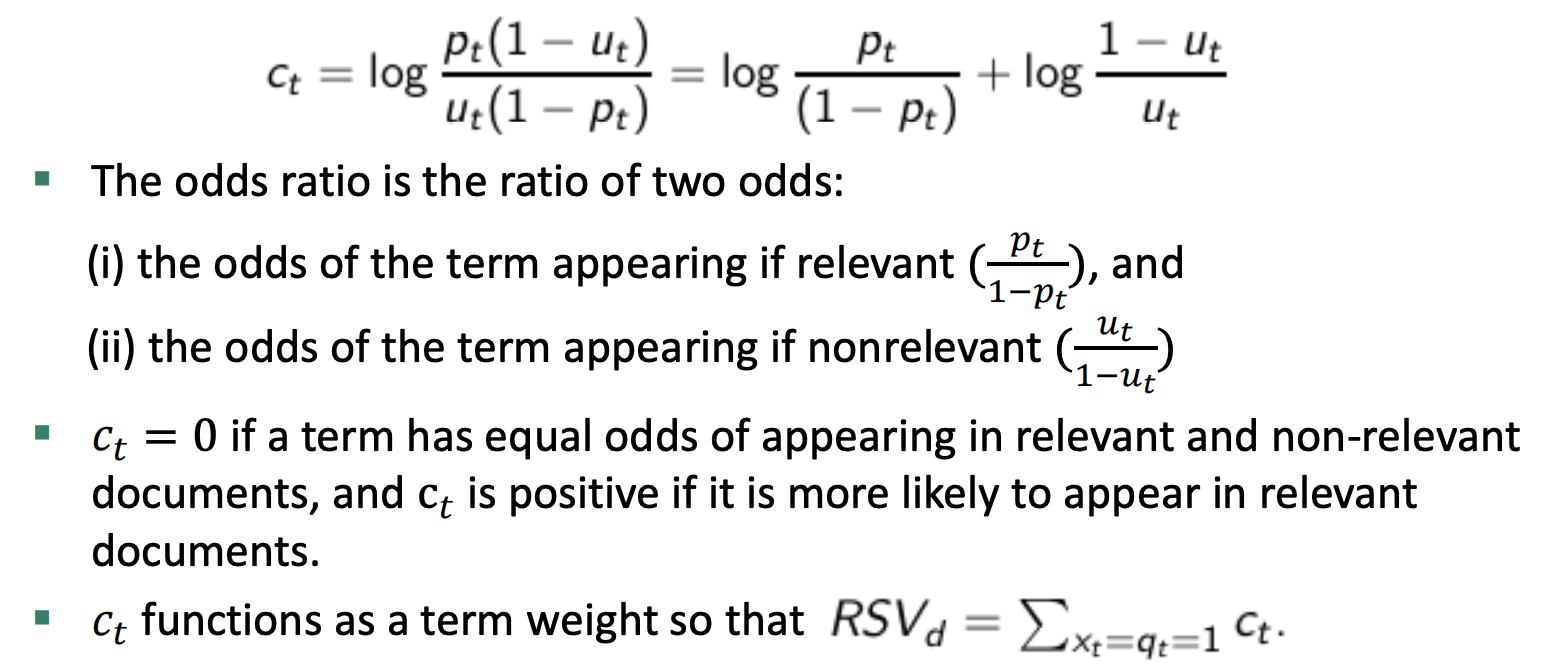 c_t = log p_t(1 − u_t) / u_t(1 − p_t) = log p_t / (1 − p_t) + log 1 − u_t / u_t
▪ The odds ratio is the ratio of two odds:
(i) the odds of the term appearing if relevant (p_t / 1−p_t), and
(ii) the odds of the term appearing if nonrelevant (u_t / 1−u_t)
▪ c_t = 0 if a term has equal odds of appearing in relevant and non-relevant
documents, and c_t is positive if it is more likely to appear in relevant
documents.
▪ c_t functions as a term weight so that RSV_d = ∑_{x_t=q_t=1} c_t.